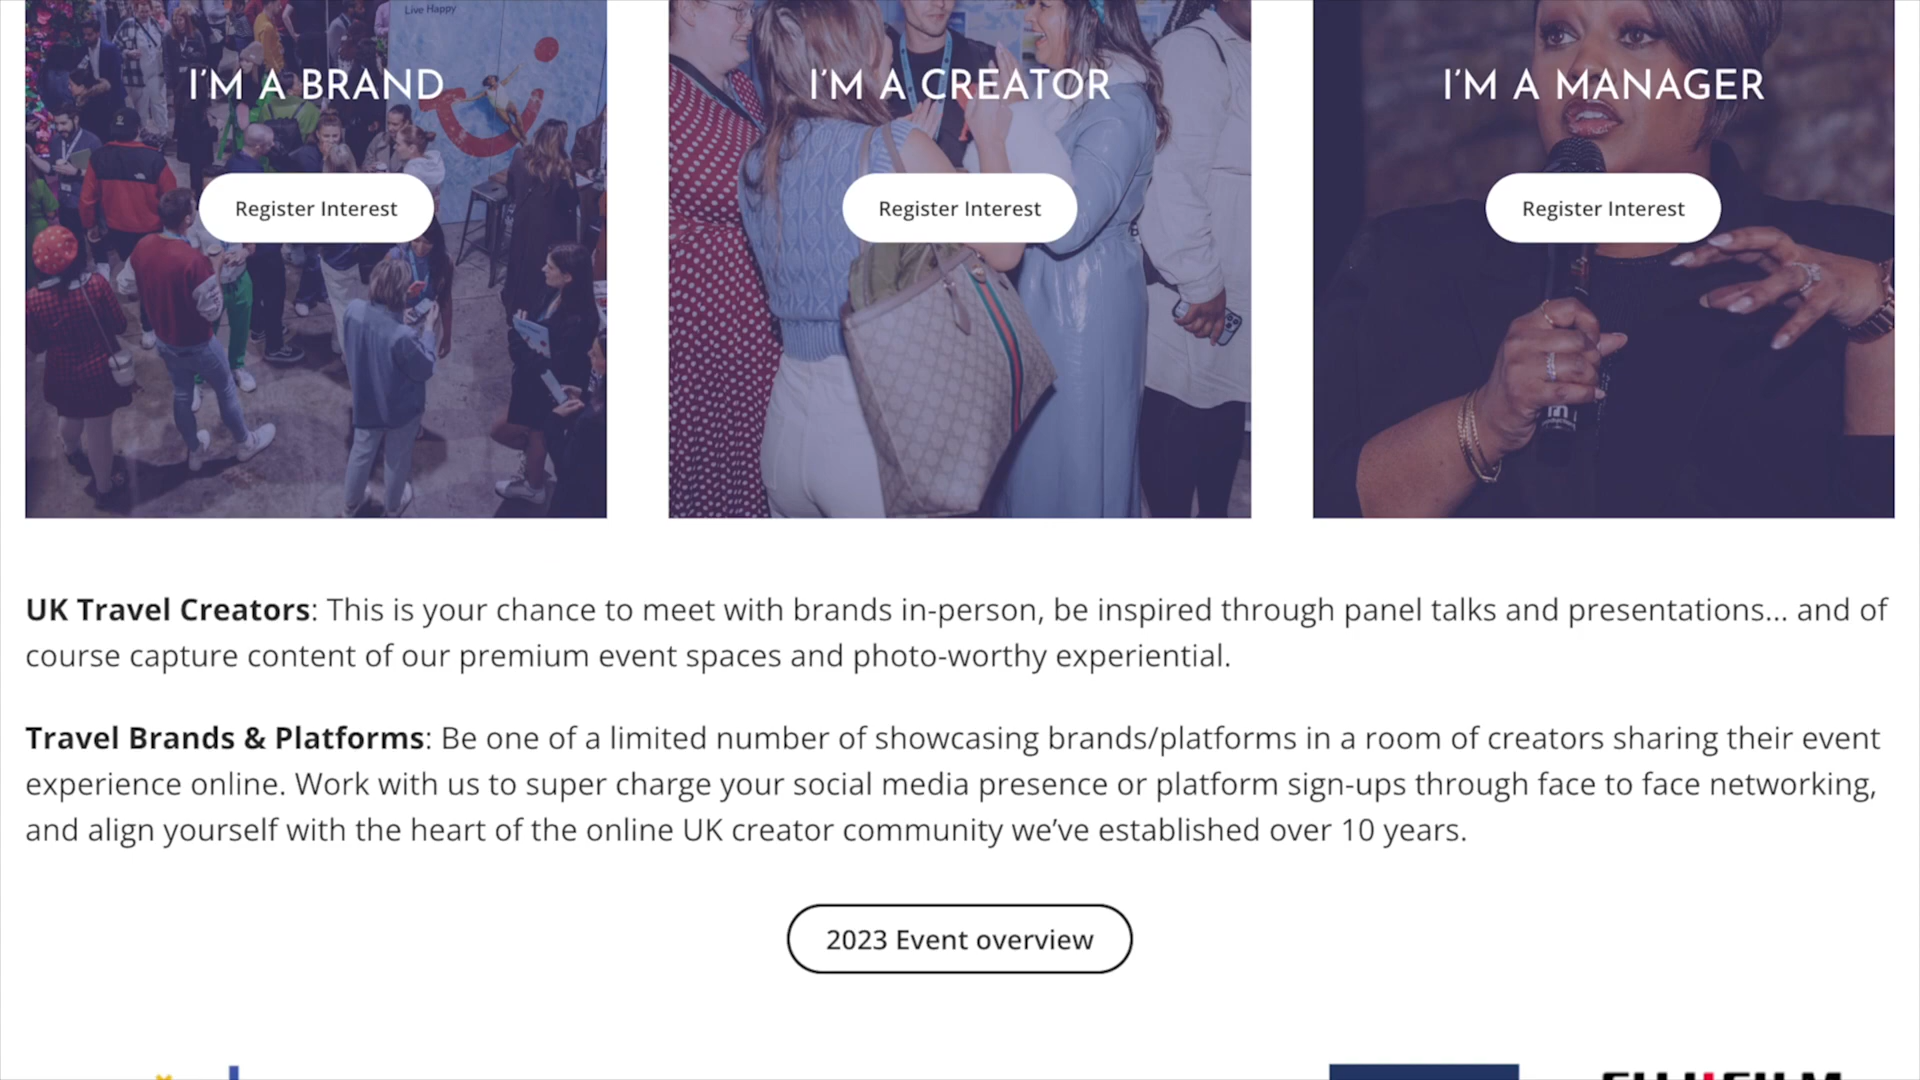 Live Happy
I'M A BRAND
I'M A CREATOR
I'M A MANAGER
Register Interest
Register Interest
Register Interest
UK Travel Creators: This is your chance to meet with brands in-person, be inspired through panel talks and presentations... and of
course capture content of our premium event spaces and photo-worthy experiential.
Travel Brands & Platforms: Be one of a limited number of showcasing brands/platforms in a room of creators sharing their event
experience online. Work with us to super charge your social media presence or platform sign-ups through face to face networking,
and align yourself with the heart of the online UK creator community we’ve established over 10 years.
2023 Event overview